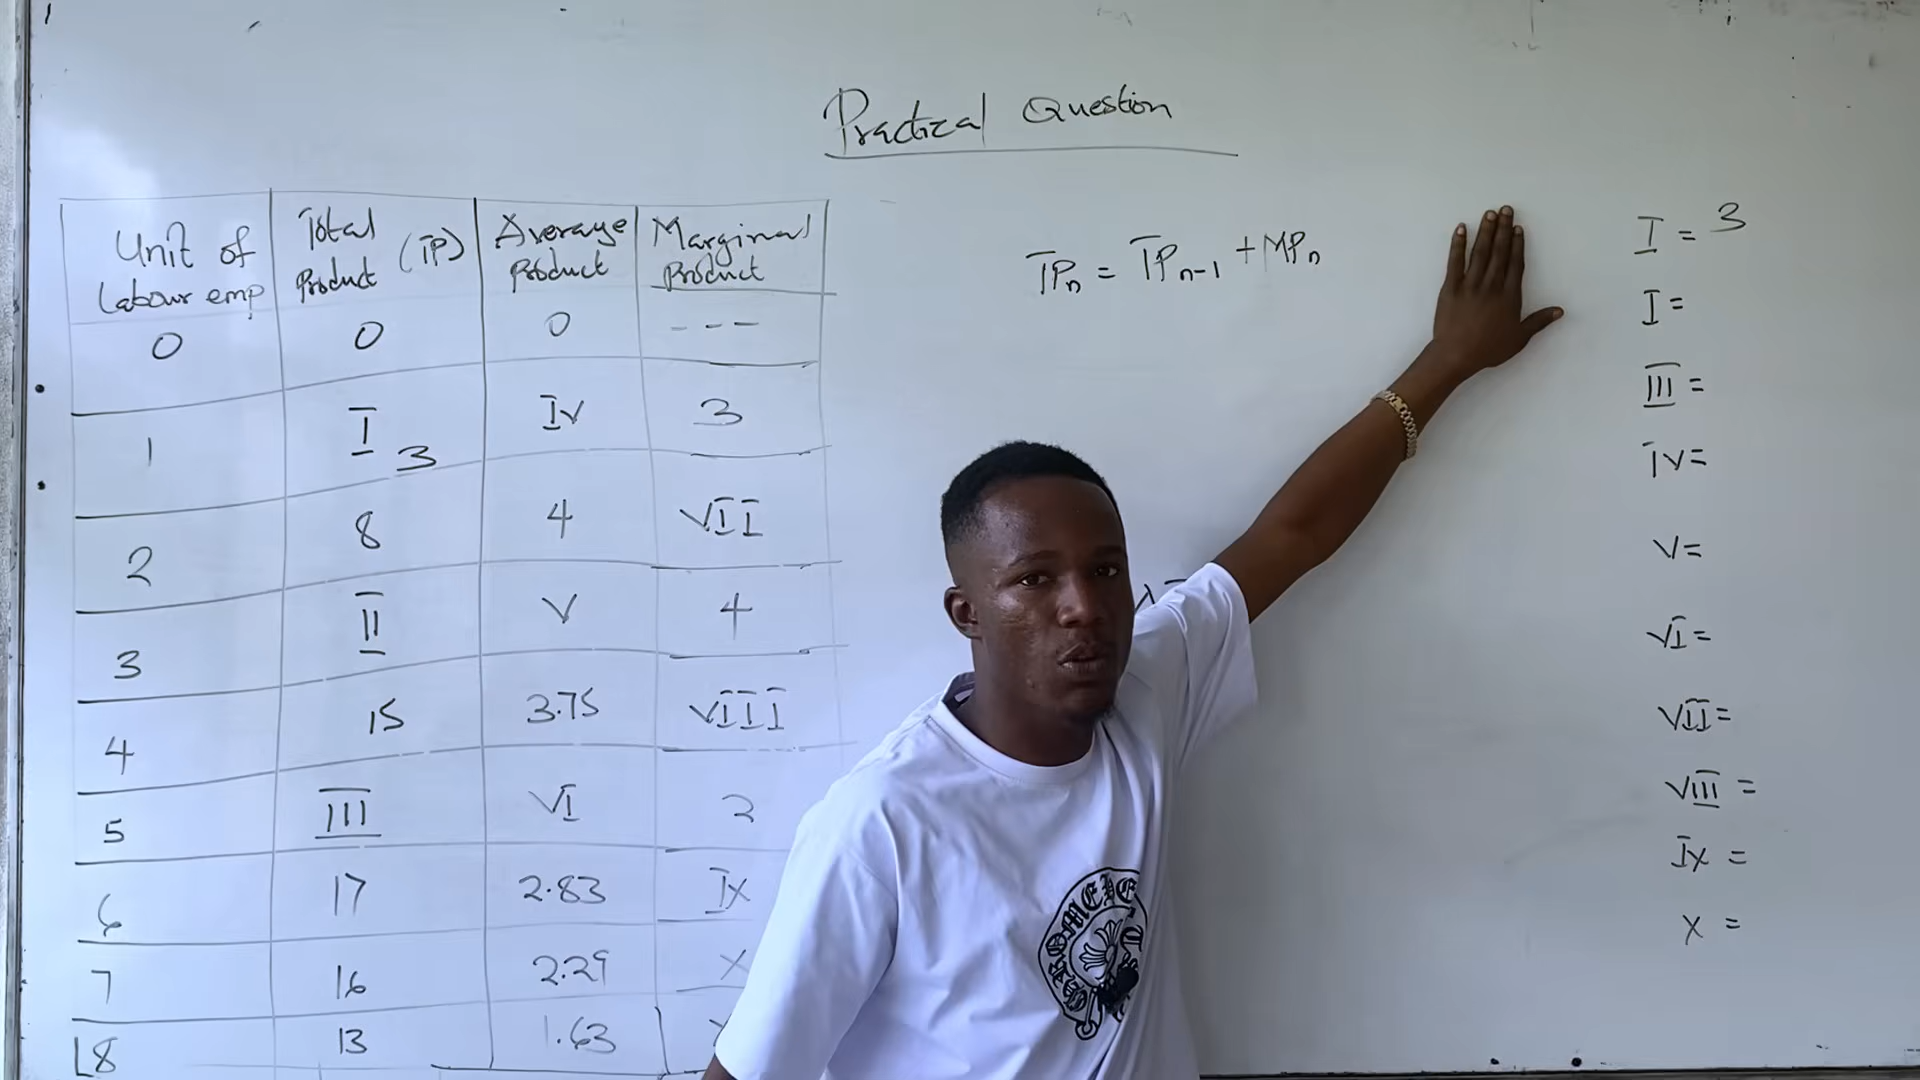 Practical Question
Unit of Labour emp
Total Product (TP)
Average Product
Marginal Product
0 0 0 ---
1 I 3 IV 3
2 8 4 VII
3 II V 4
4 15 3.75 VIII
5 III VI 2
6 17 2.83 IX
7 16 2.29 X
L8 13 1.63
TPn = TPn-1 + MPn
I = 3
I =
III =
IV =
V =
VI =
VII =
VIII =
IX =
X =